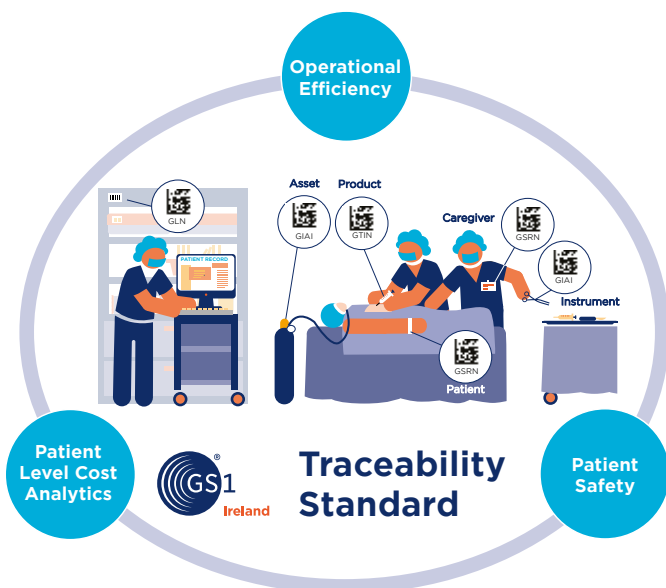 Operational
Efficiency
Asset
Product
GLN
GIAI
GTIN
Caregiver
GSRN
GIAI
PATIENT RECORD
Instrument
GSRN
Patient
Patient
Level Cost
Analytics
GS1
®
Ireland
Traceability
Standard
Patient
Safety